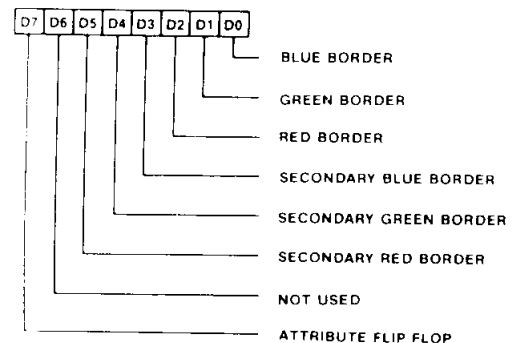 D7 D6 D5 D4 D3 D2 D1 D0
BLUE BORDER
GREEN BORDER
RED BORDER
SECONDARY BLUE BORDER
SECONDARY GREEN BORDER
SECONDARY RED BORDER
NOT USED
ATTRIBUTE FLIP FLOP